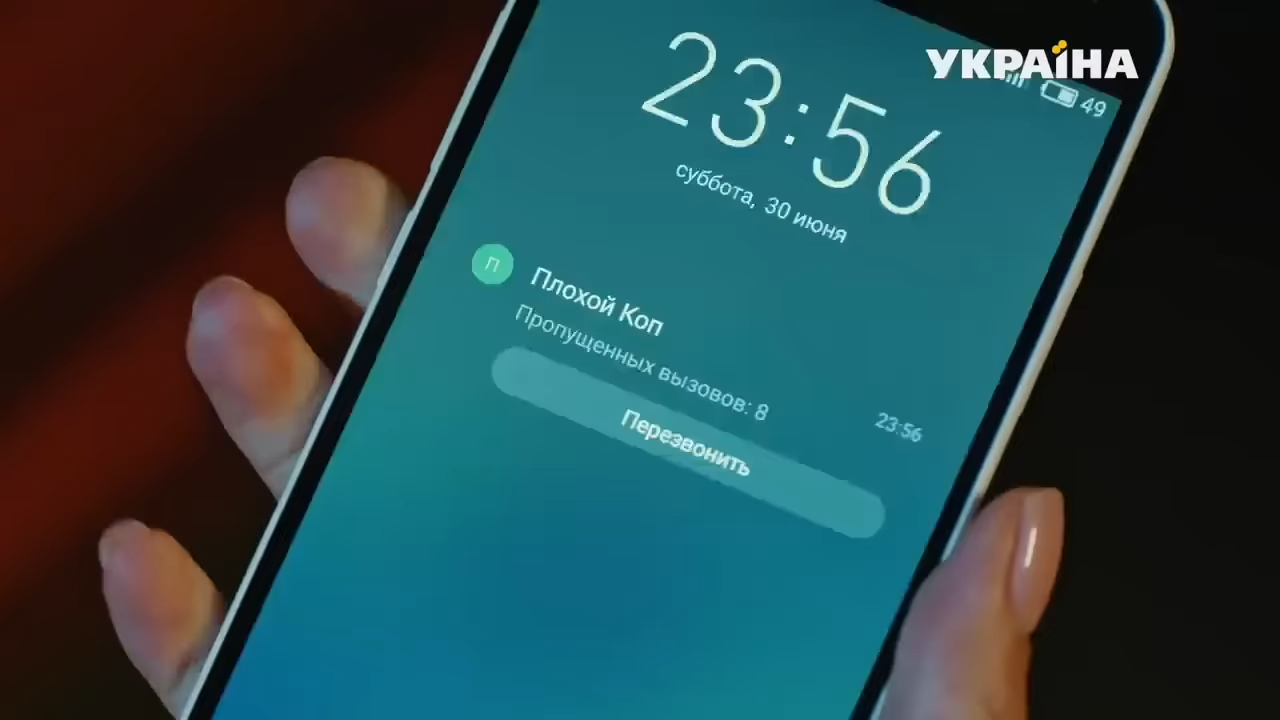 УКРАЇНА
49
23:56
суббота, 30 июня
П
Плохой Коп
Пропущенных вызовов: 8
23:56
Перезвонить